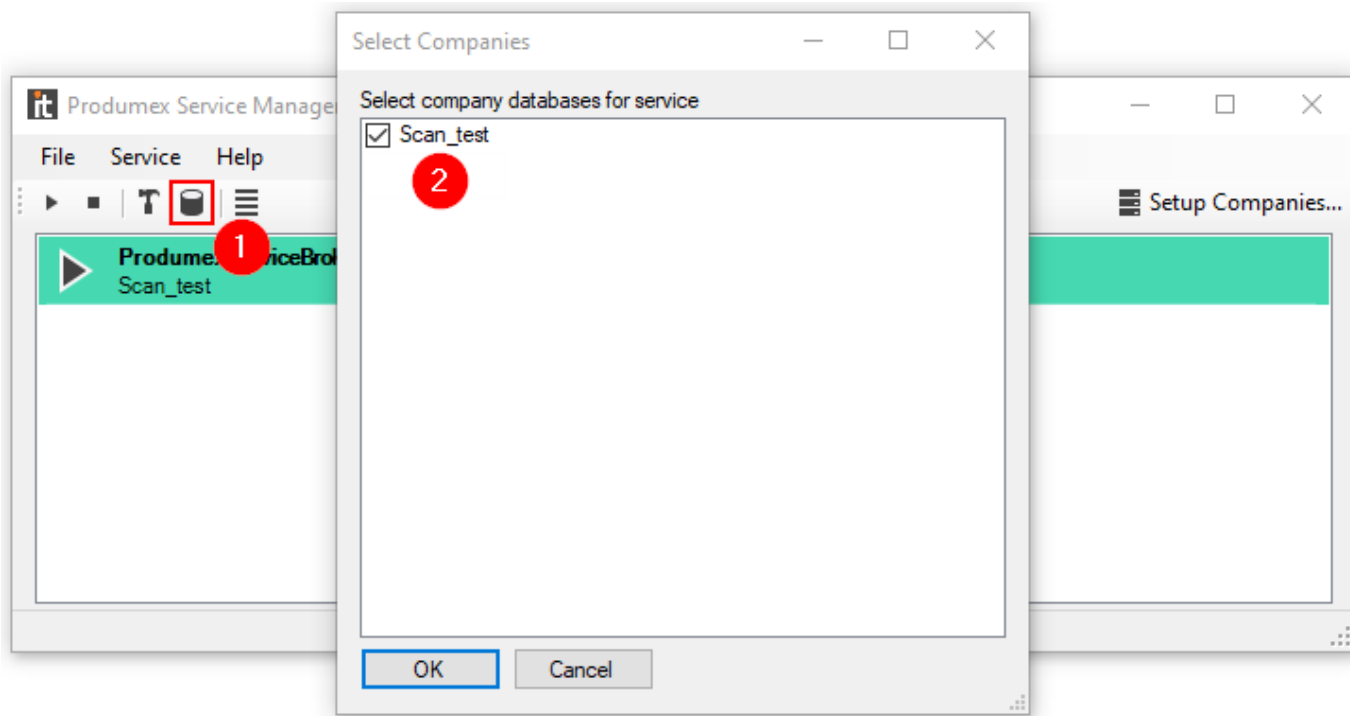 Select Companies
Select company databases for service
Scan_test
2
OK
Cancel
it Produmex Service Manage
File Service Help
Setup Companies...
1
Produme
viceBro
Scan_test